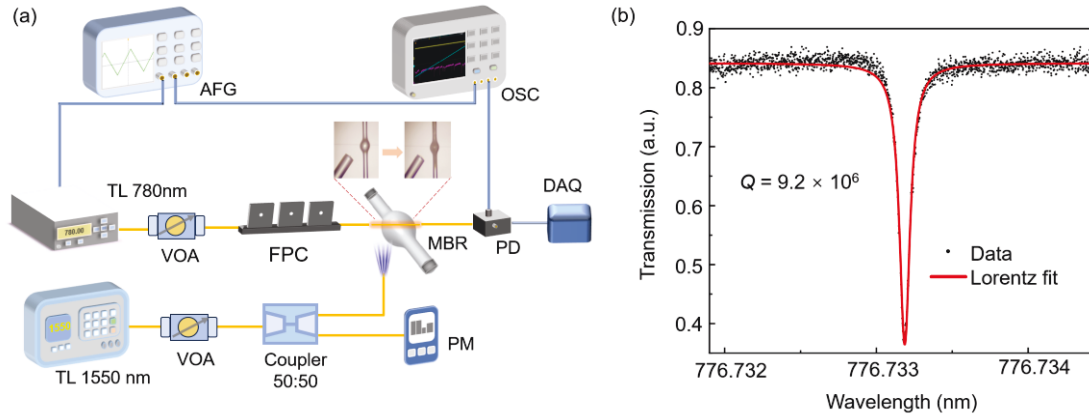 (a)
AFG
OSC
TL 780nm
780.00
VOA
FPC
MBR
PD
DAQ
1550
TL 1550 nm
VOA
Coupler
50:50
PM
(b)
Transmission (a.u.)
0.9
0.8
0.7
0.6
0.5
0.4
Q = 9.2 × 10⁶
Data
Lorentz fit
776.732
776.733
776.734
Wavelength (nm)